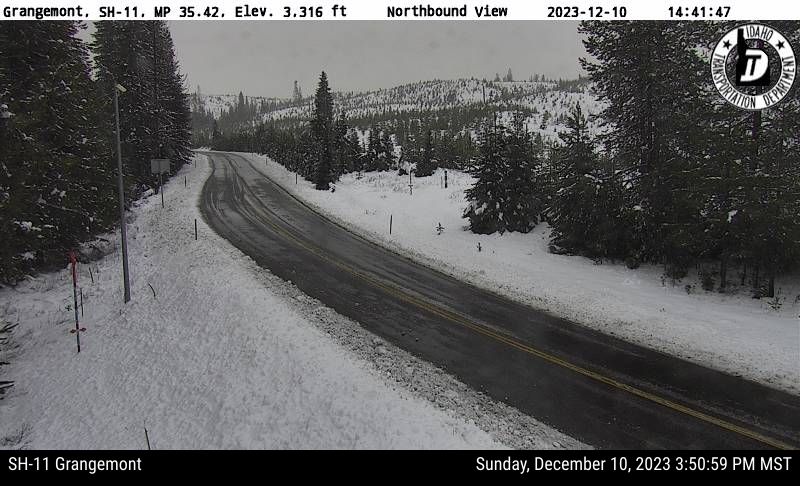 Grangemont, SH-11, MP 35.42, Elev. 3,316 ft Northbound View 2023-12-10 14:41:47
IDAHO
TRANSPORTATION DEPARTMENT
SH-11 Grangemont Sunday, December 10, 2023 3:50:59 PM MST